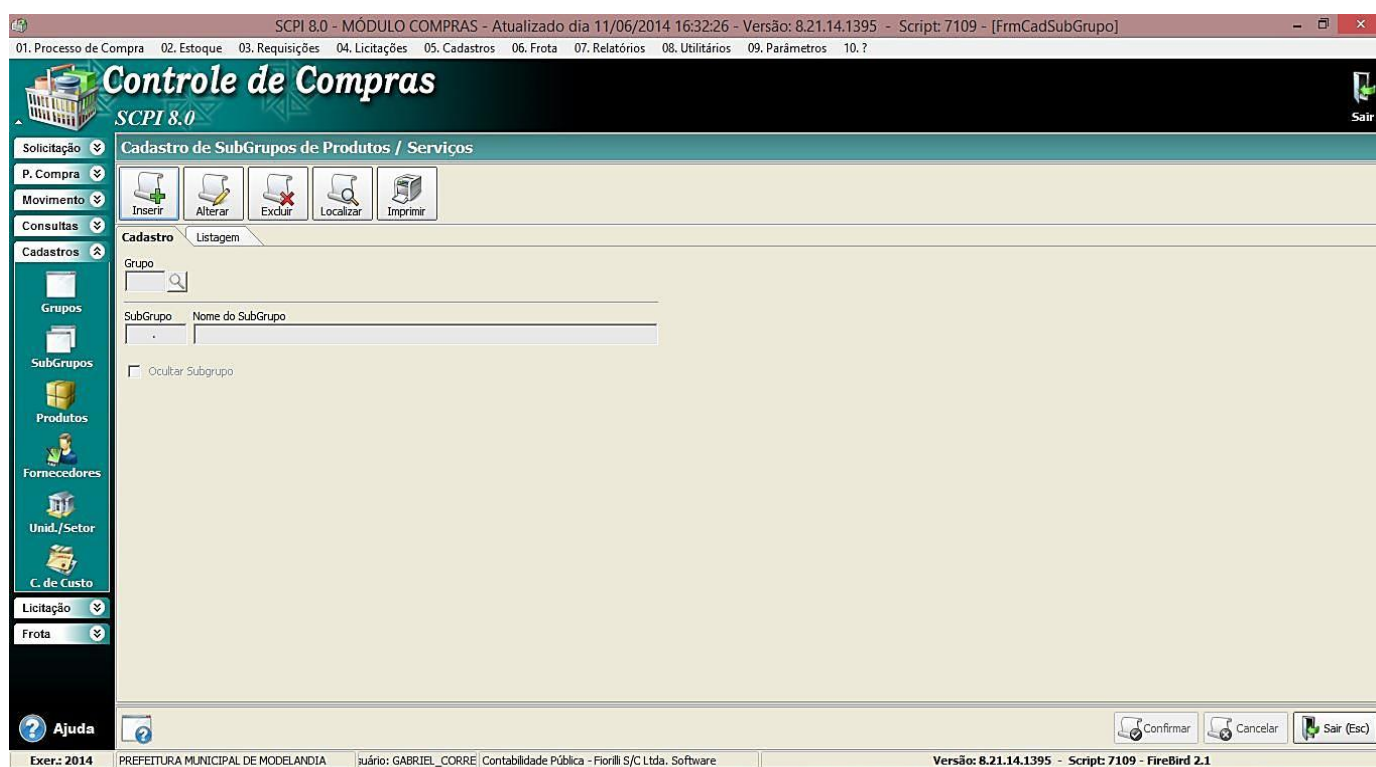 SCPI 8.0 - MÓDULO COMPRAS - Atualizado dia 11/06/2014 16:32:26 - Versão: 8.21.14.1395 - Script: 7109 - [FrmCadSubGrupo]
01. Processo de Compra 02. Estoque 03. Requisições 04. Licitações 05. Cadastros 06. Frota 07. Relatórios 08. Utilitários 09. Parâmetros 10. ?
Controle de Compras
SCPI 8.0
Sair
Solicitação
P. Compra
Movimento
Consultas
Cadastros
Grupos
SubGrupos
Produtos
Fornecedores
Unid./Setor
C. de Custo
Licitação
Frota
Ajuda
Cadastro de SubGrupos de Produtos / Serviços
Inserir Alterar Excluir Localizar Imprimir
Cadastro Listagem
Grupo
SubGrupo Nome do SubGrupo
.
Ocultar Subgrupo
Confirmar Cancelar Sair (Esc)
Exer.: 2014 PREFEITURA MUNICIPAL DE MODELANDIA uário: GABRIEL_CORRE Contabilidade Pública - Fiorilli S/C Ltda. Software Versão: 8.21.14.1395 - Script: 7109 - FireBird 2.1